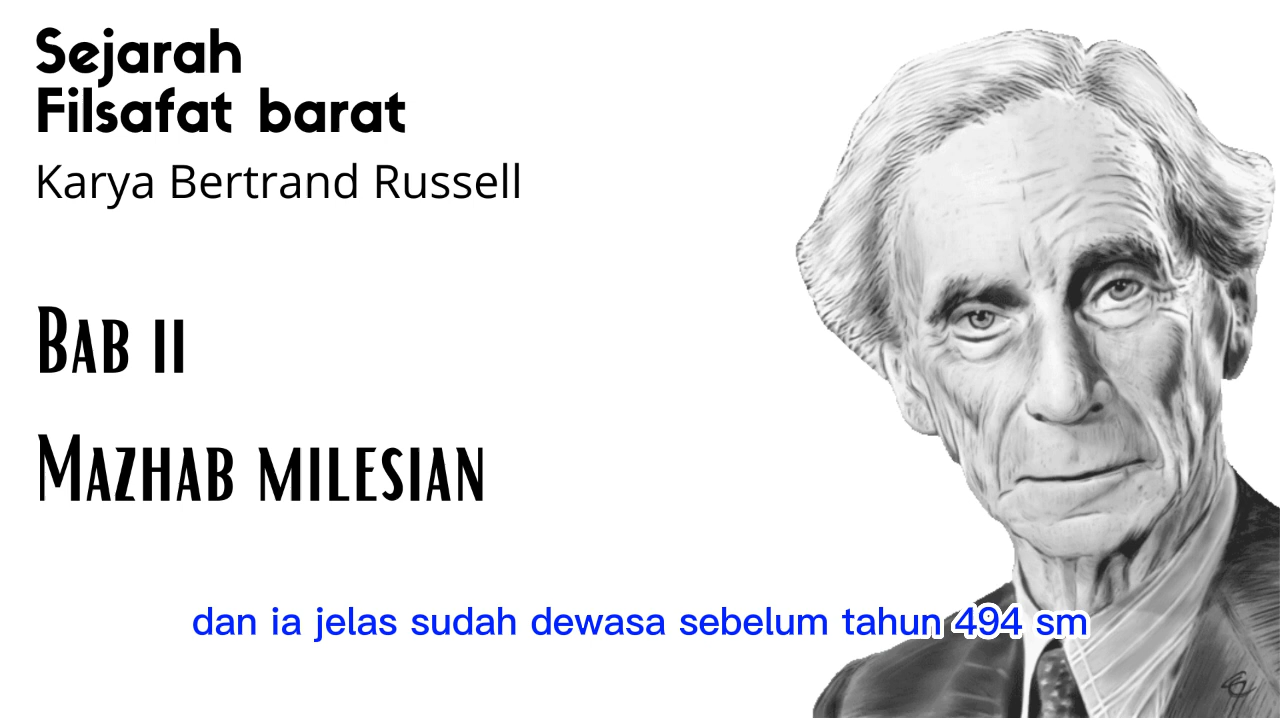 Sejarah
Filsafat barat
Karya Bertrand Russell
Bab II
Mazhab milesian
dan ia jelas sudah dewasa sebelum tahun 494 sm